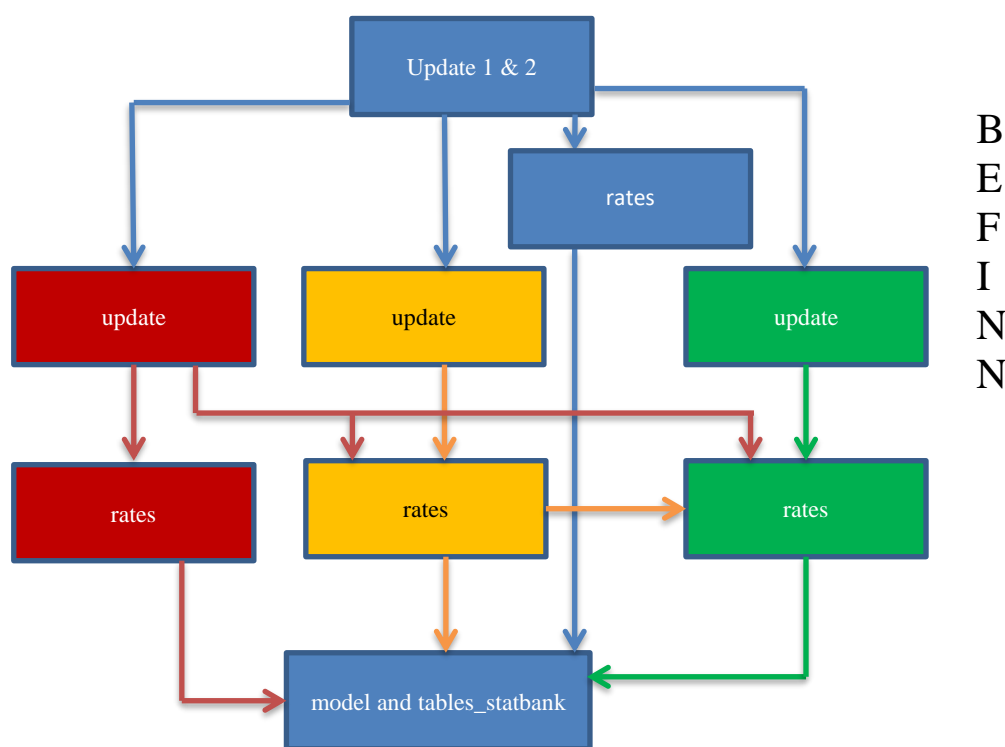 Update 1 & 2
rates
update
update
update
rates
rates
rates
model and tables_statbank
B
E
F
I
N
N